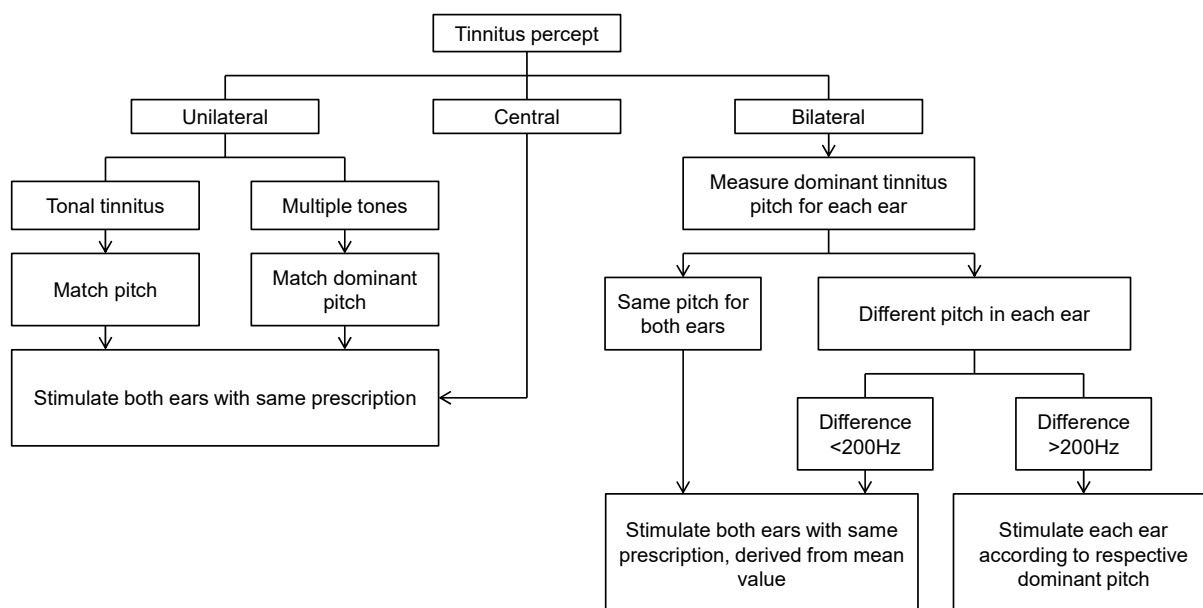 Tinnitus percept
Unilateral
Central
Bilateral
Tonal tinnitus
Multiple tones
Measure dominant tinnitus
pitch for each ear
Match pitch
Match dominant
pitch
Same pitch for
both ears
Different pitch in each ear
Stimulate both ears with same prescription
Difference
<200Hz
Difference
>200Hz
Stimulate both ears with same
prescription, derived from mean
value
Stimulate each ear
according to respective
dominant pitch